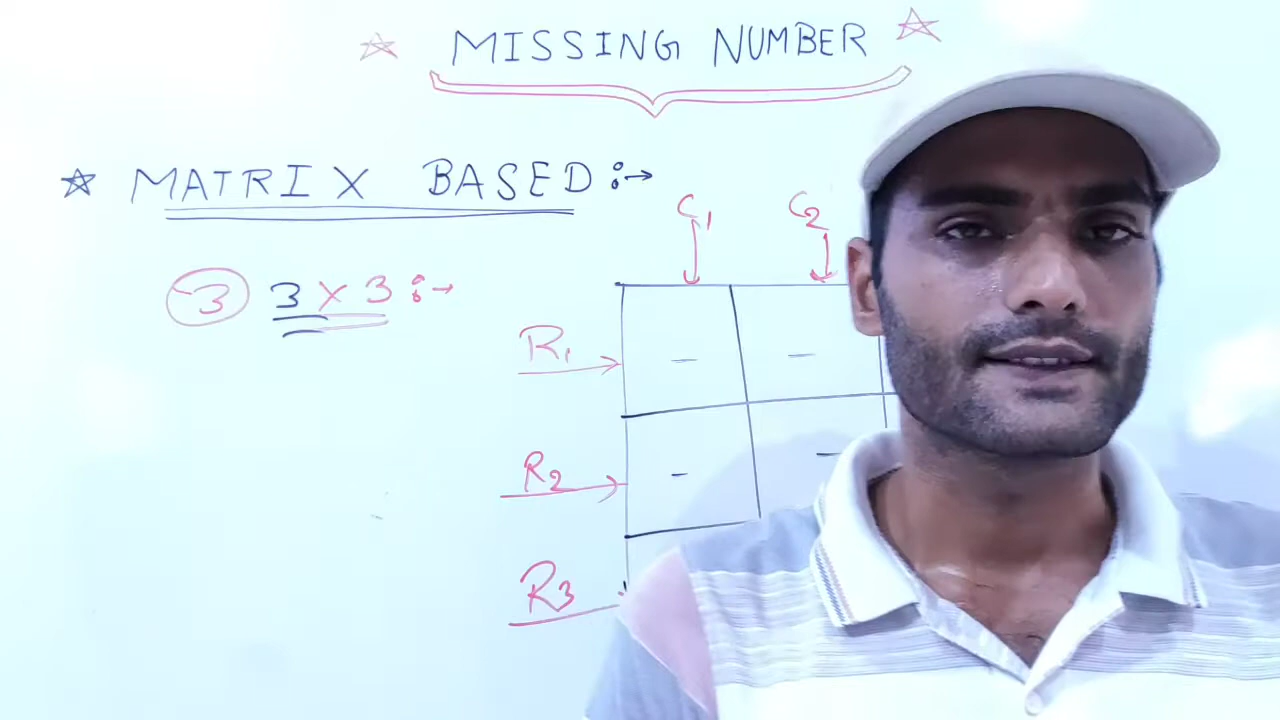 ☆ MISSING NUMBER ☆
☆ MATRIX BASED :→
C1 C2
③ 3 X 3 :→
R1
R2
R3